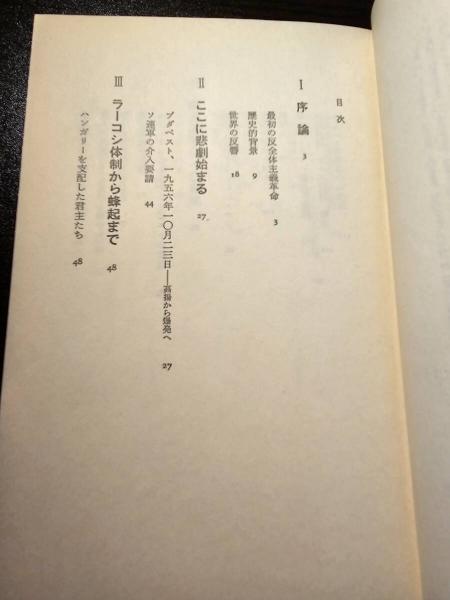 目次
I 序論 3
最初の反全体主義革命 3
歴史的背景 9
世界の反響 18
II ここに悲劇始まる 27
ブダペスト、一九五六年一〇月二三日——高揚から爆発へ 27
ソ連軍の介入要請 44
III ラーコシ体制から蜂起まで 48
ハンガリーを支配した君主たち 48